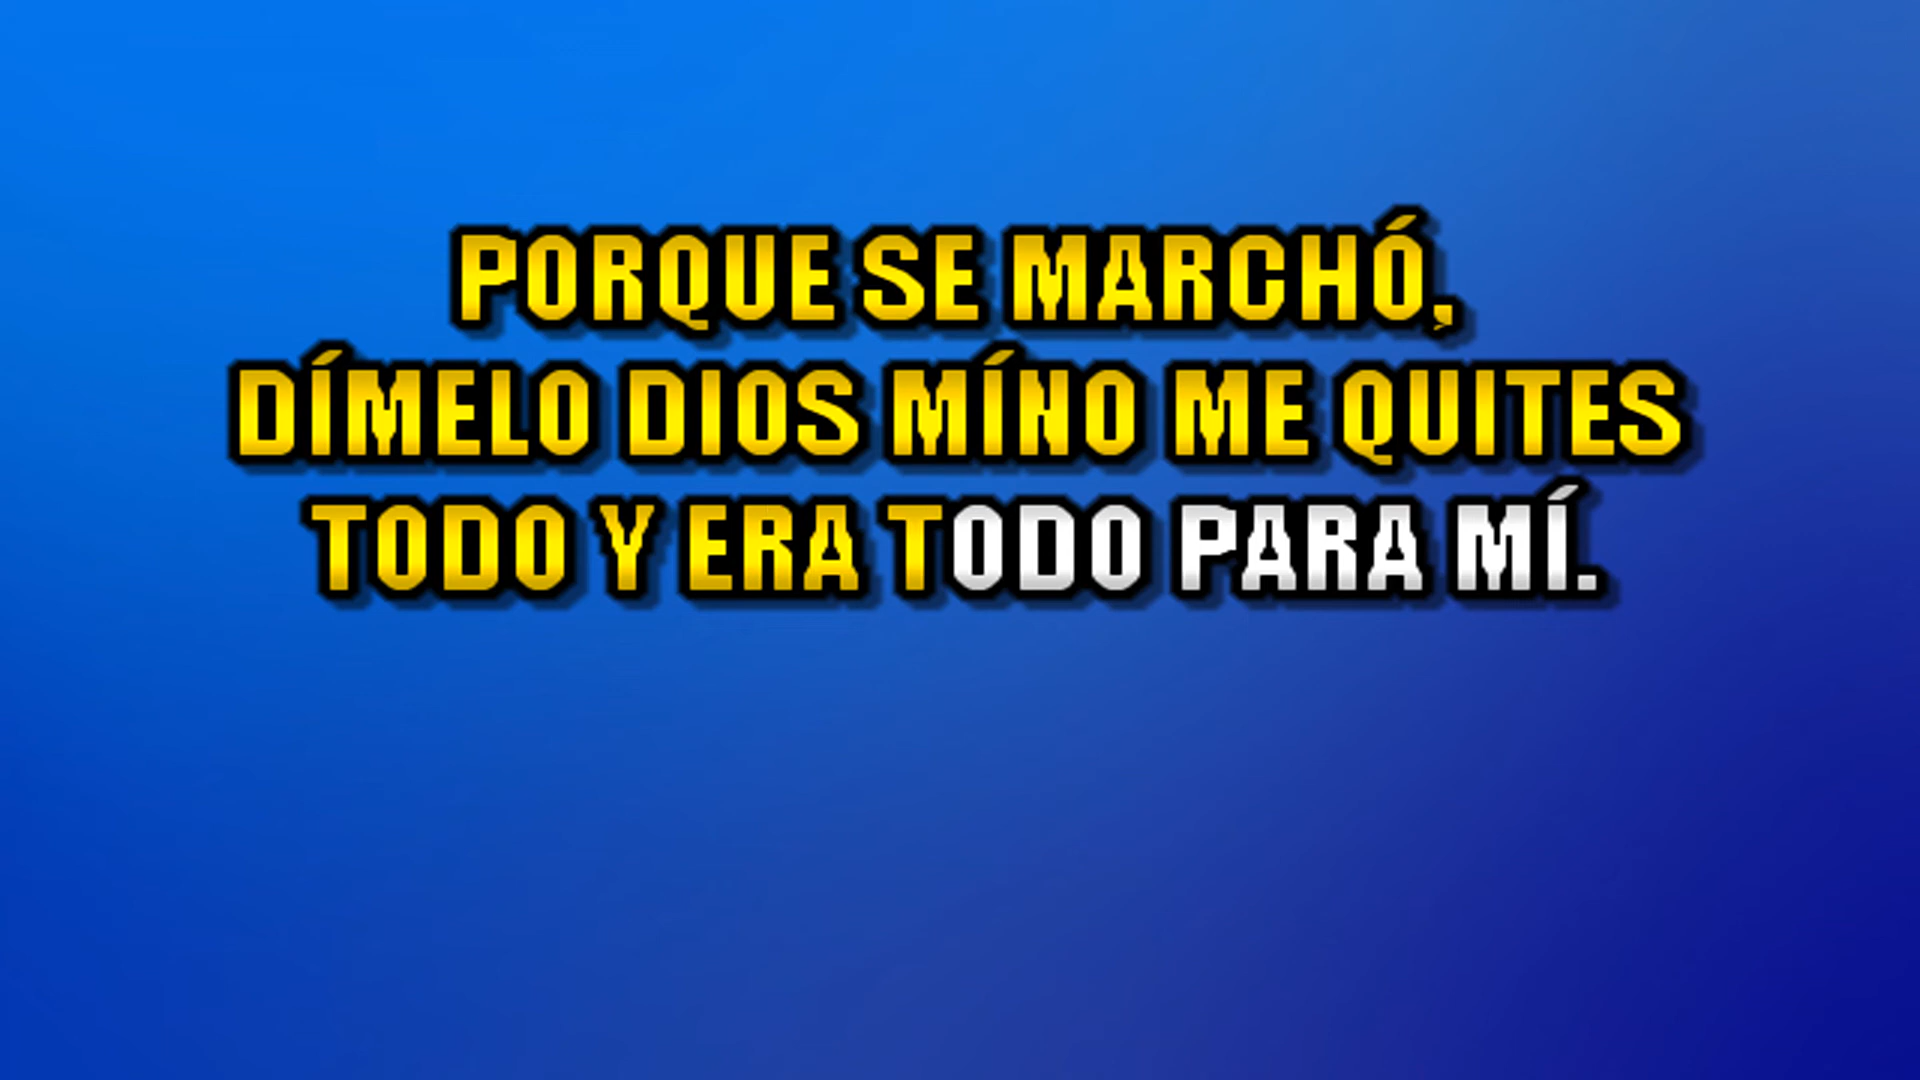 PORQUE SE MARCHÓ,
DÍMELO DIOS MÍNO ME QUITES
TODO Y ERA TODO PARA MÍ.